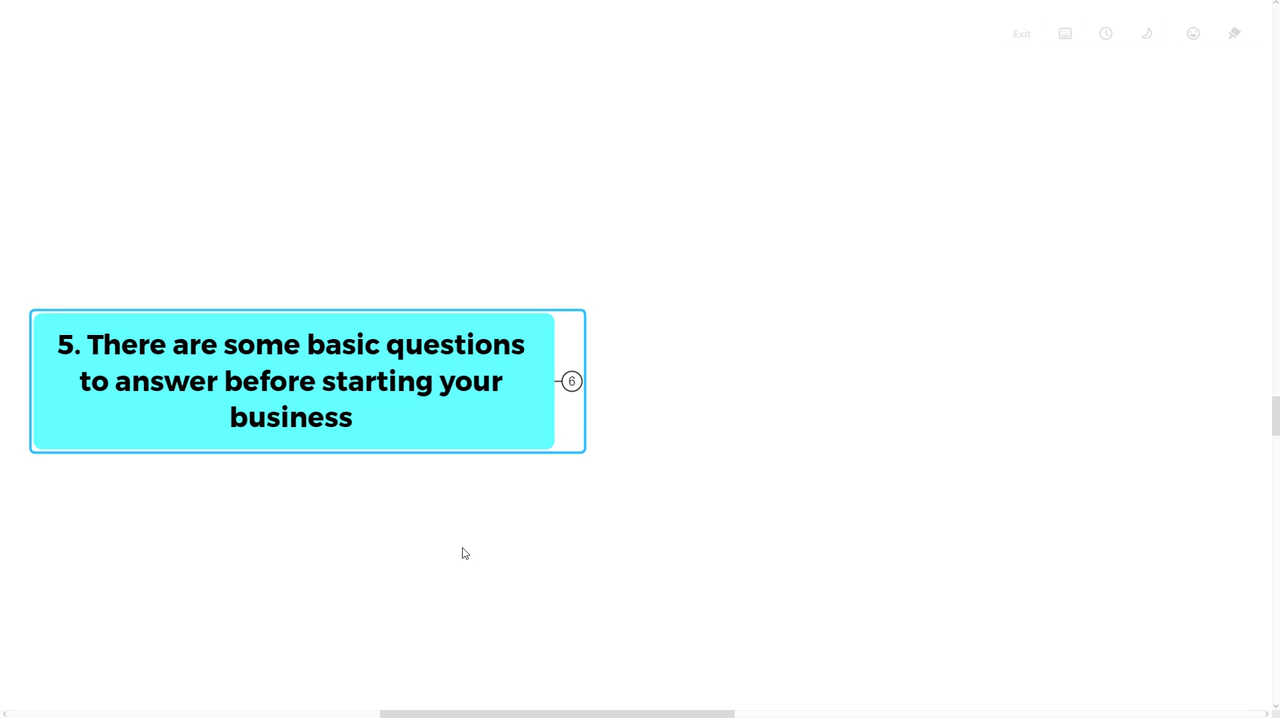 Exit
5. There are some basic questions
to answer before starting your
business
6